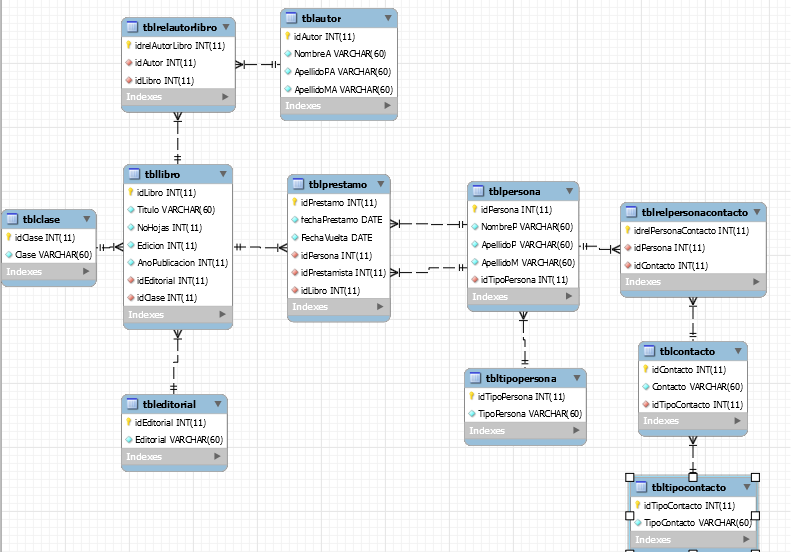 tblrelautorlibro
idrelAutorLibro INT(11)
idAutor INT(11)
idLibro INT(11)
Indexes
tblautor
idAutor INT(11)
NombreA VARCHAR(60)
ApellidoPA VARCHAR(60)
ApellidoMA VARCHAR(60)
Indexes
tblclase
idClase INT(11)
Clase VARCHAR(60)
Indexes
tbllibro
idLibro INT(11)
Titulo VARCHAR(60)
NoHojas INT(11)
Edicion INT(11)
AnoPublicacion INT(11)
idEditorial INT(11)
idClase INT(11)
Indexes
tblprestamo
idPrestamo INT(11)
fechaPrestamo DATE
FechaVuelta DATE
idPersona INT(11)
idPrestamista INT(11)
idLibro INT(11)
Indexes
tblpersona
idPersona INT(11)
NombreP VARCHAR(60)
ApellidoP VARCHAR(60)
ApellidoM VARCHAR(60)
idTipoPersona INT(11)
Indexes
tblrelpersonacontacto
idrelPersonaContacto INT(11)
idPersona INT(11)
idContacto INT(11)
Indexes
tbleditorial
idEditorial INT(11)
Editorial VARCHAR(60)
Indexes
tbltipopersona
idTipoPersona INT(11)
TipoPersona VARCHAR(60)
Indexes
tblcontacto
idContacto INT(11)
Contacto VARCHAR(60)
idTipoContacto INT(11)
Indexes
tbltipocontacto
idTipoContacto INT(11)
TipoContacto VARCHAR(60)
Indexes